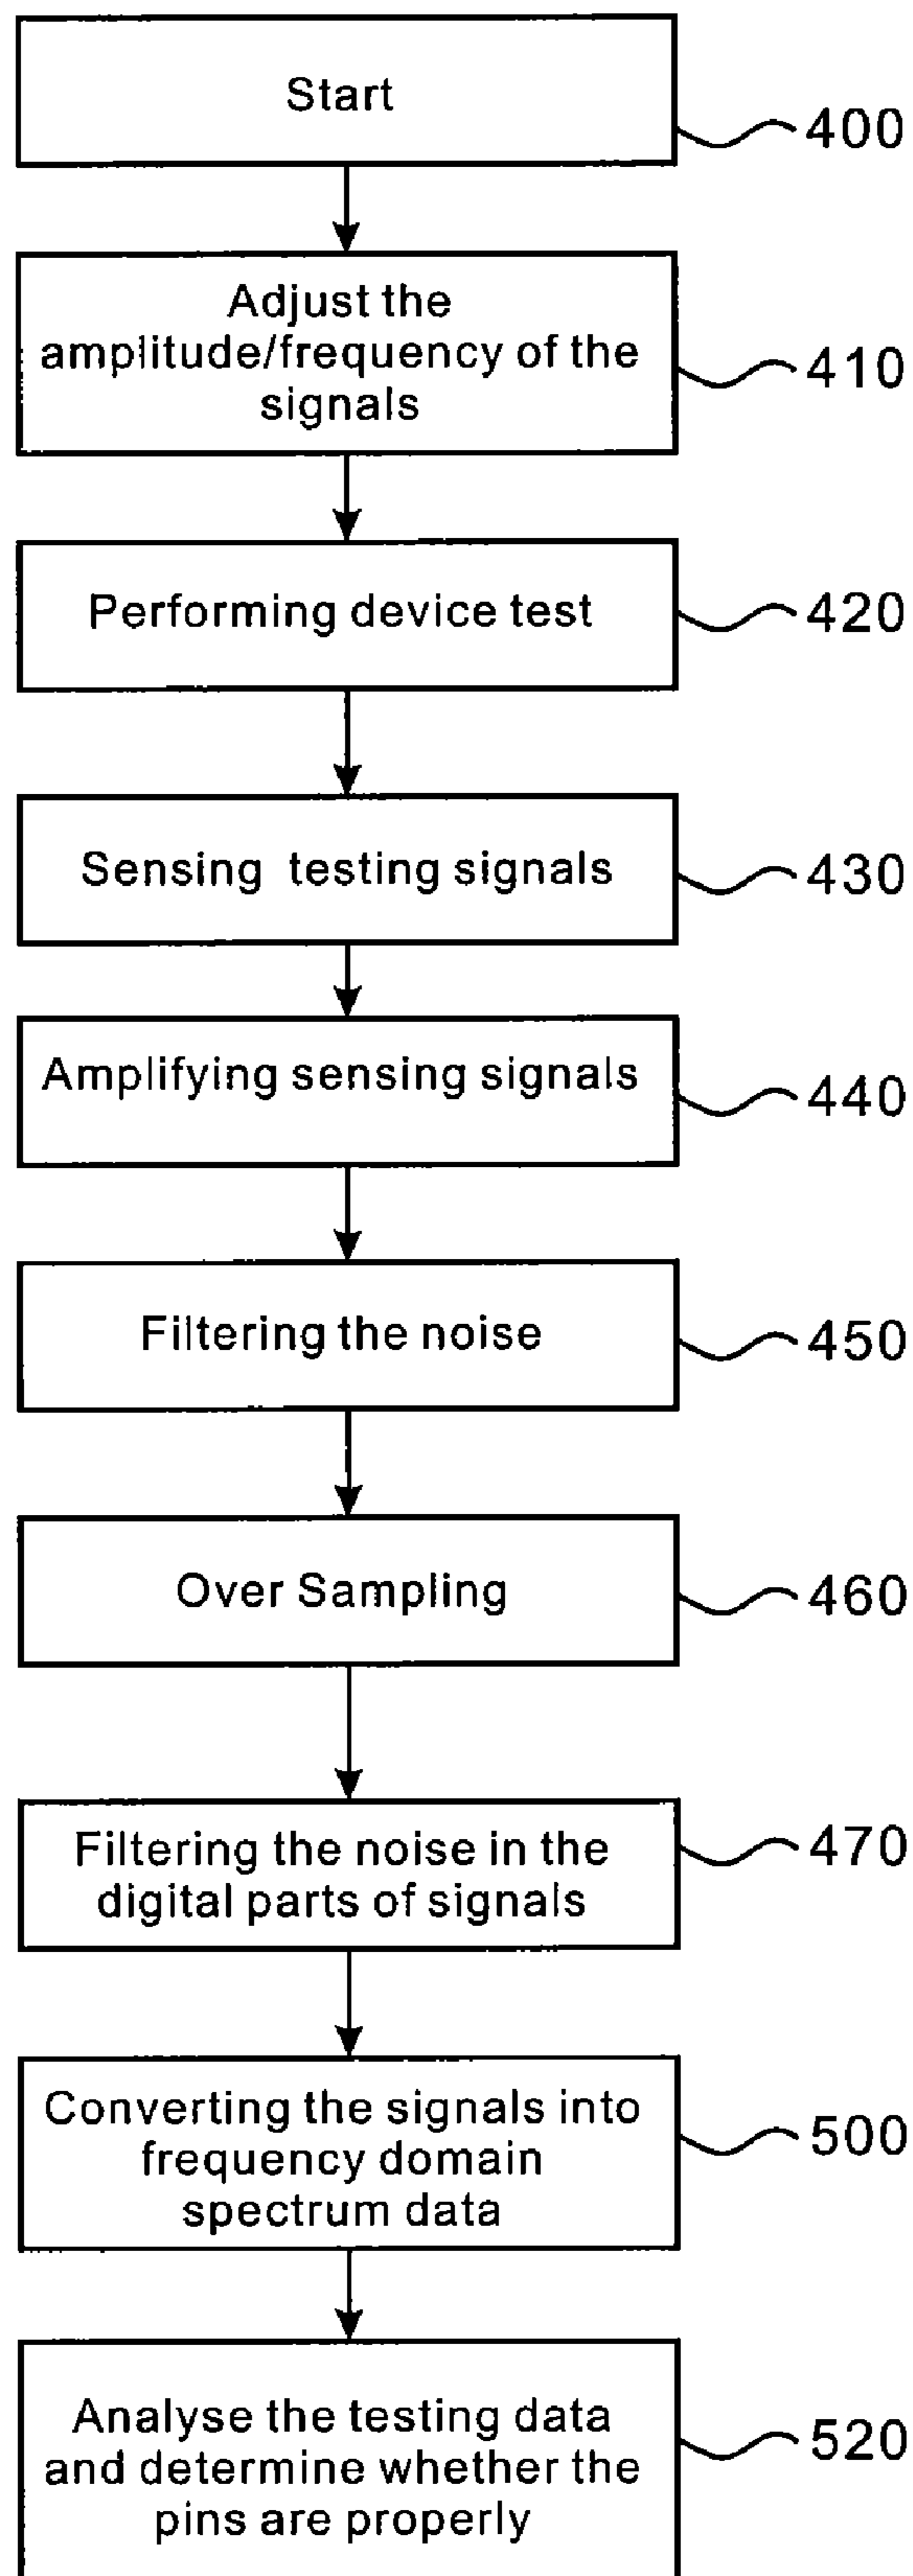 Start
400
Adjust the
amplitude/frequency of the
signals
410
Performing device test
420
Sensing testing signals
430
Amplifying sensing signals
440
Filtering the noise
450
Over Sampling
460
Filtering the noise in the
digital parts of signals
470
Converting the signals into
frequency domain
spectrum data
500
Analyse the testing data
and determine whether the
pins are properly
520